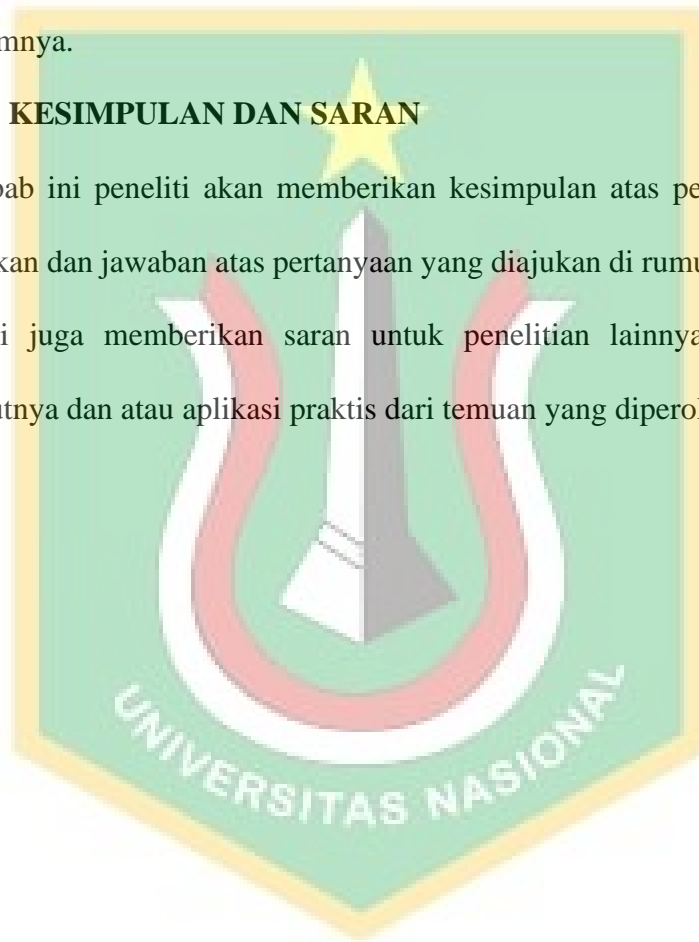 mnya.
KESIMPULAN DAN SARAN
bab ini peneliti akan memberikan kesimpulan atas pe
kan dan jawaban atas pertanyaan yang diajukan di rumu
i juga memberikan saran untuk penelitian lainnya
utnya dan atau aplikasi praktis dari temuan yang diperol
UNIVERSITAS NASIONAL